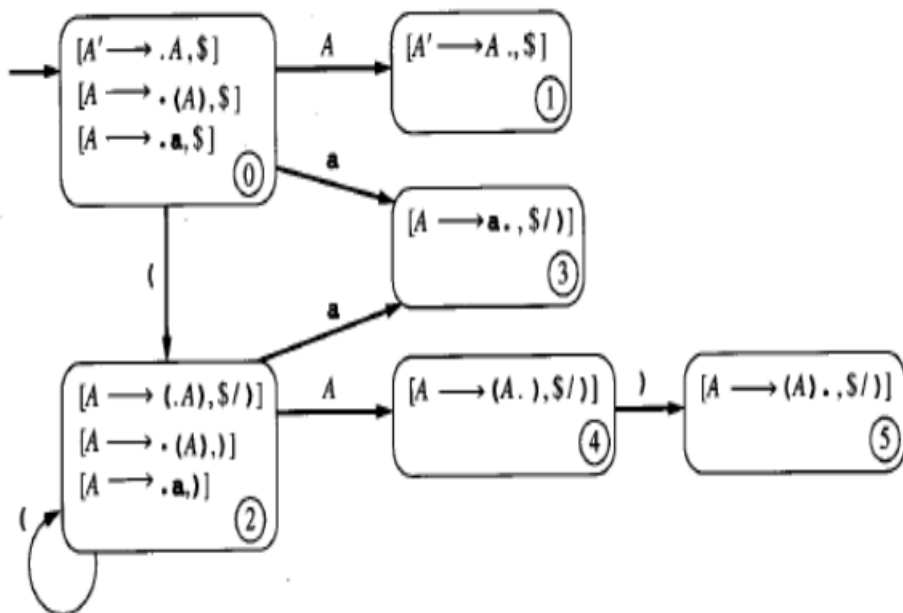 [A' → .A,$]
[A → .(A),$]
[A → .a,$]
0
A
[A' → A.,$]
1
a
[A → a.,$/)]
3
(
a
[A → (.A),$/)]
[A → .(A),)]
[A → .a,)]
2
(
A
[A → (A.),$/)]
4
)
[A → (A).,$/)]
5